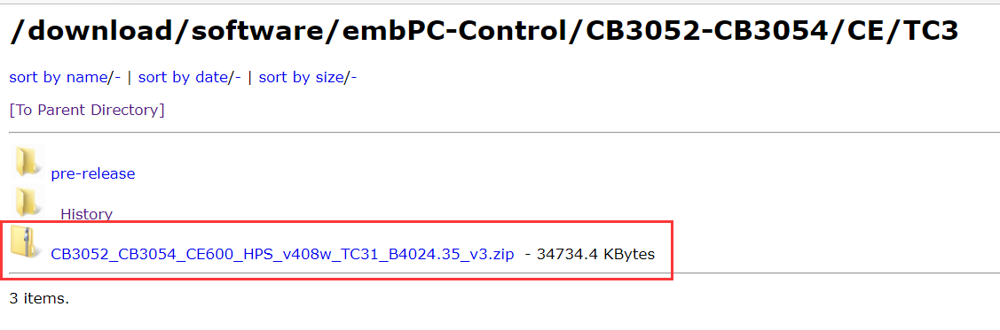 /download/software/embPC-Control/CB3052-CB3054/CE/TC3
sort by name/- | sort by date/- | sort by size/-
[To Parent Directory]
pre-release
History
CB3052_CB3054_CE600_HPS_v408w_TC31_B4024.35_v3.zip - 34734.4 KBytes
3 items.